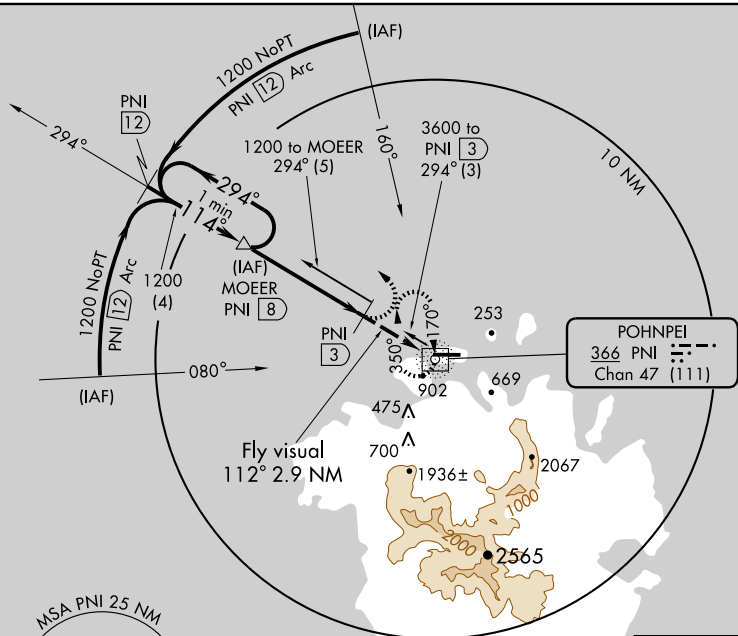 (IAF)
1200 NoPT
PNI 12 Arc
PNI
12
294°
160°
1200 to MOEER
294° (5)
3600 to
PNI 3
294° (3)
10 NM
294°
1 min
114°
(IAF)
MOEER
PNI 8
1200
(4)
1200 NoPT
PNI 12 Arc
PNI
3
350°
170°
253
POHNPEI
366 PNI
Chan 47 (111)
080°
(IAF)
902
669
475
700
Fly visual
112° 2.9 NM
1936±
2067
1000
2000
2565
MSA PNI 25 NM